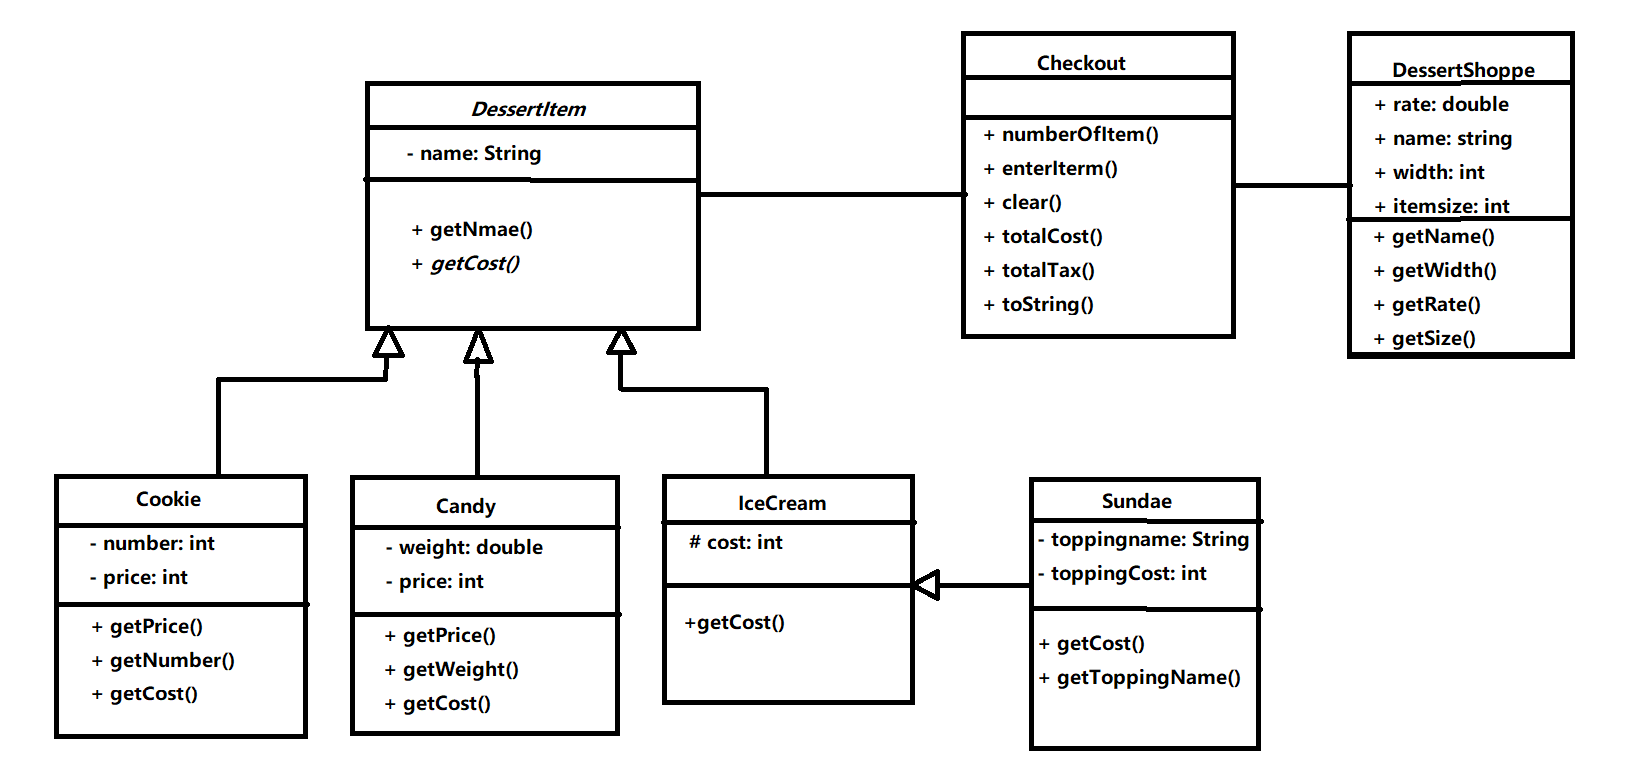 DessertItem
- name: String
+ getNmae()
+ getCost()
Checkout
+ numberOfItem()
+ enterIterm()
+ clear()
+ totalCost()
+ totalTax()
+ toString()
DessertShoppe
+ rate: double
+ name: string
+ width: int
+ itemsize: int
+ getName()
+ getWidth()
+ getRate()
+ getSize()
Cookie
- number: int
- price: int
+ getPrice()
+ getNumber()
+ getCost()
Candy
- weight: double
- price: int
+ getPrice()
+ getWeight()
+ getCost()
IceCream
# cost: int
+getCost()
Sundae
- toppingname: String
- toppingCost: int
+ getCost()
+ getToppingName()